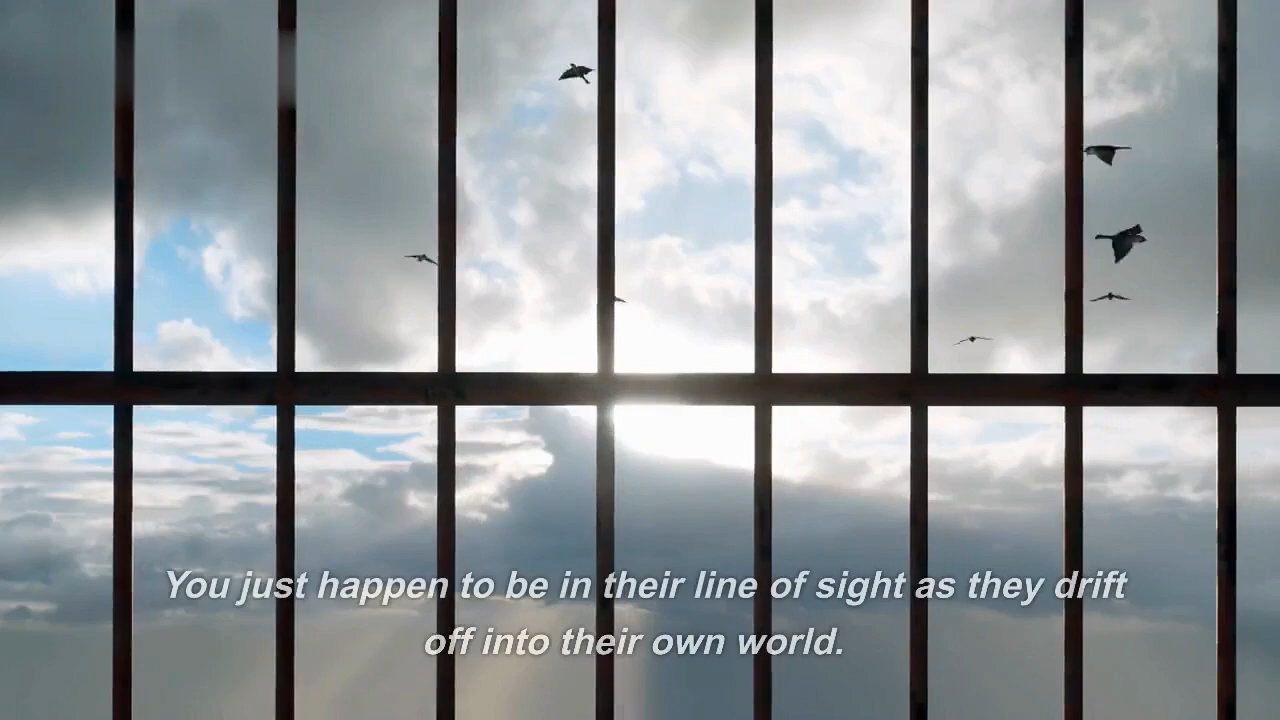 You just happen to be in their line of sight as they drift
off into their own world.